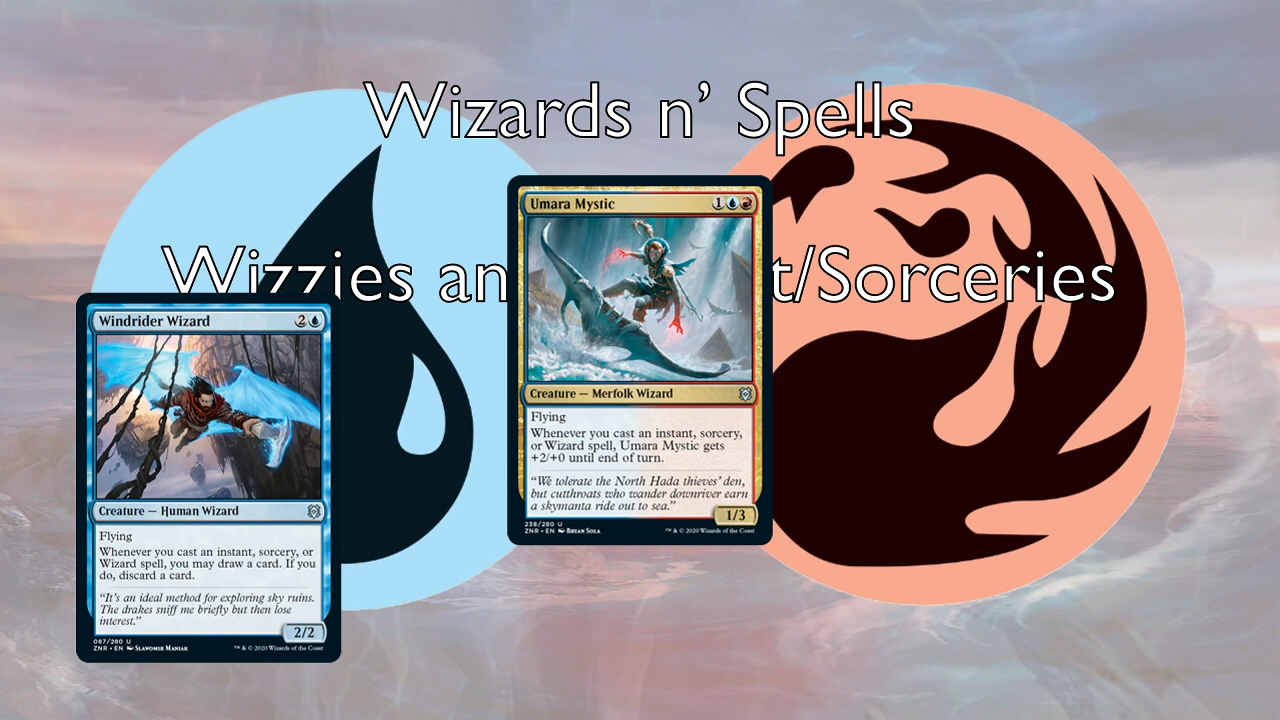 Wizards n’ Spells
Wizzies an t/Sorceries
Windrider Wizard 2
Creature — Human Wizard
Flying
Whenever you cast an instant, sorcery, or
Wizard spell, you may draw a card. If you
do, discard a card.
“It’s an ideal method for exploring sky ruins.
The drakes sniff me briefly but then lose
interest.”
2/2
087/280 U
ZNR • EN Slawomir Maniak
™ & © 2020 Wizards of the Coast
Umara Mystic 1
Creature — Merfolk Wizard
Flying
Whenever you cast an instant, sorcery,
or Wizard spell, Umara Mystic gets
+2/+0 until end of turn.
“We tolerate the North Hada thieves’ den,
but cutthroats who wander downriver earn
a skymanta ride out to sea.”
1/3
238/280 U
ZNR • EN Bryan Sola
™ & © 2020 Wizards of the Coast